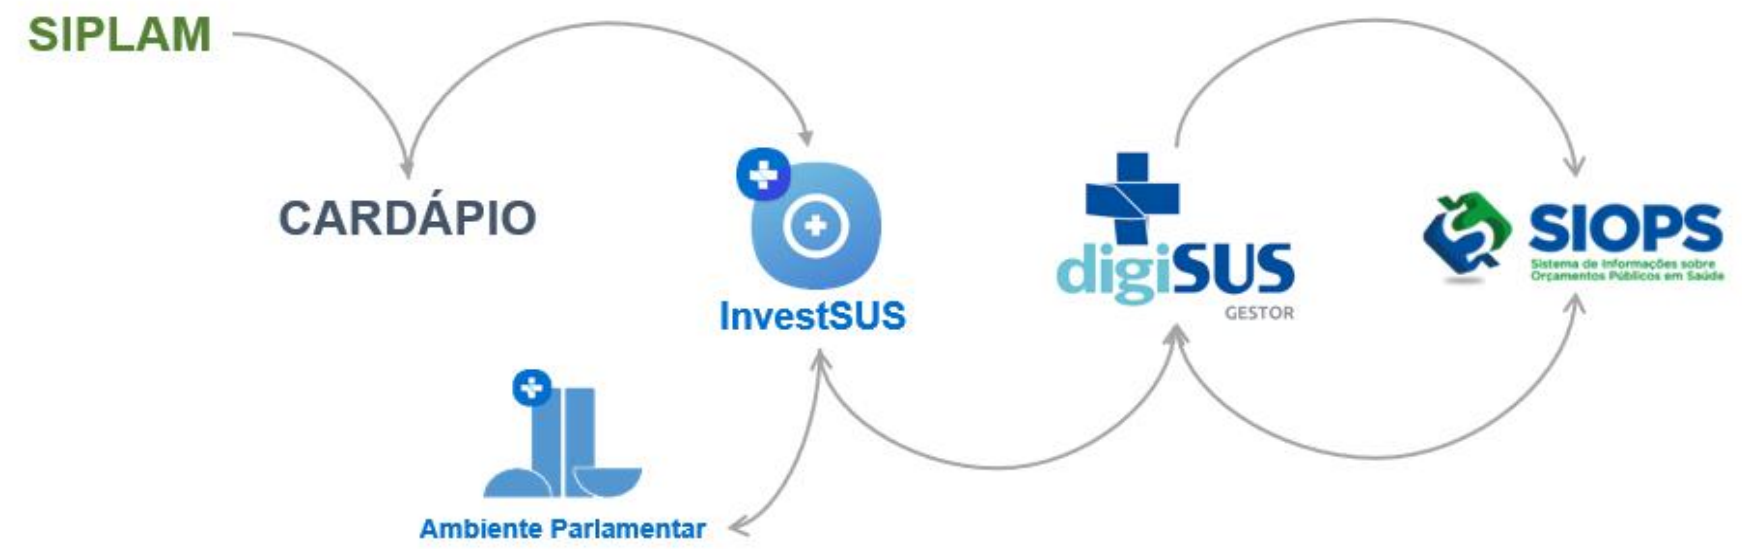 SIPLAM
CARDÁPIO
InvestSUS
digiSUS
GESTOR
SIOPS
Sistema de Informações sobre
Orçamentos Públicos em Saúde
Ambiente Parlamentar